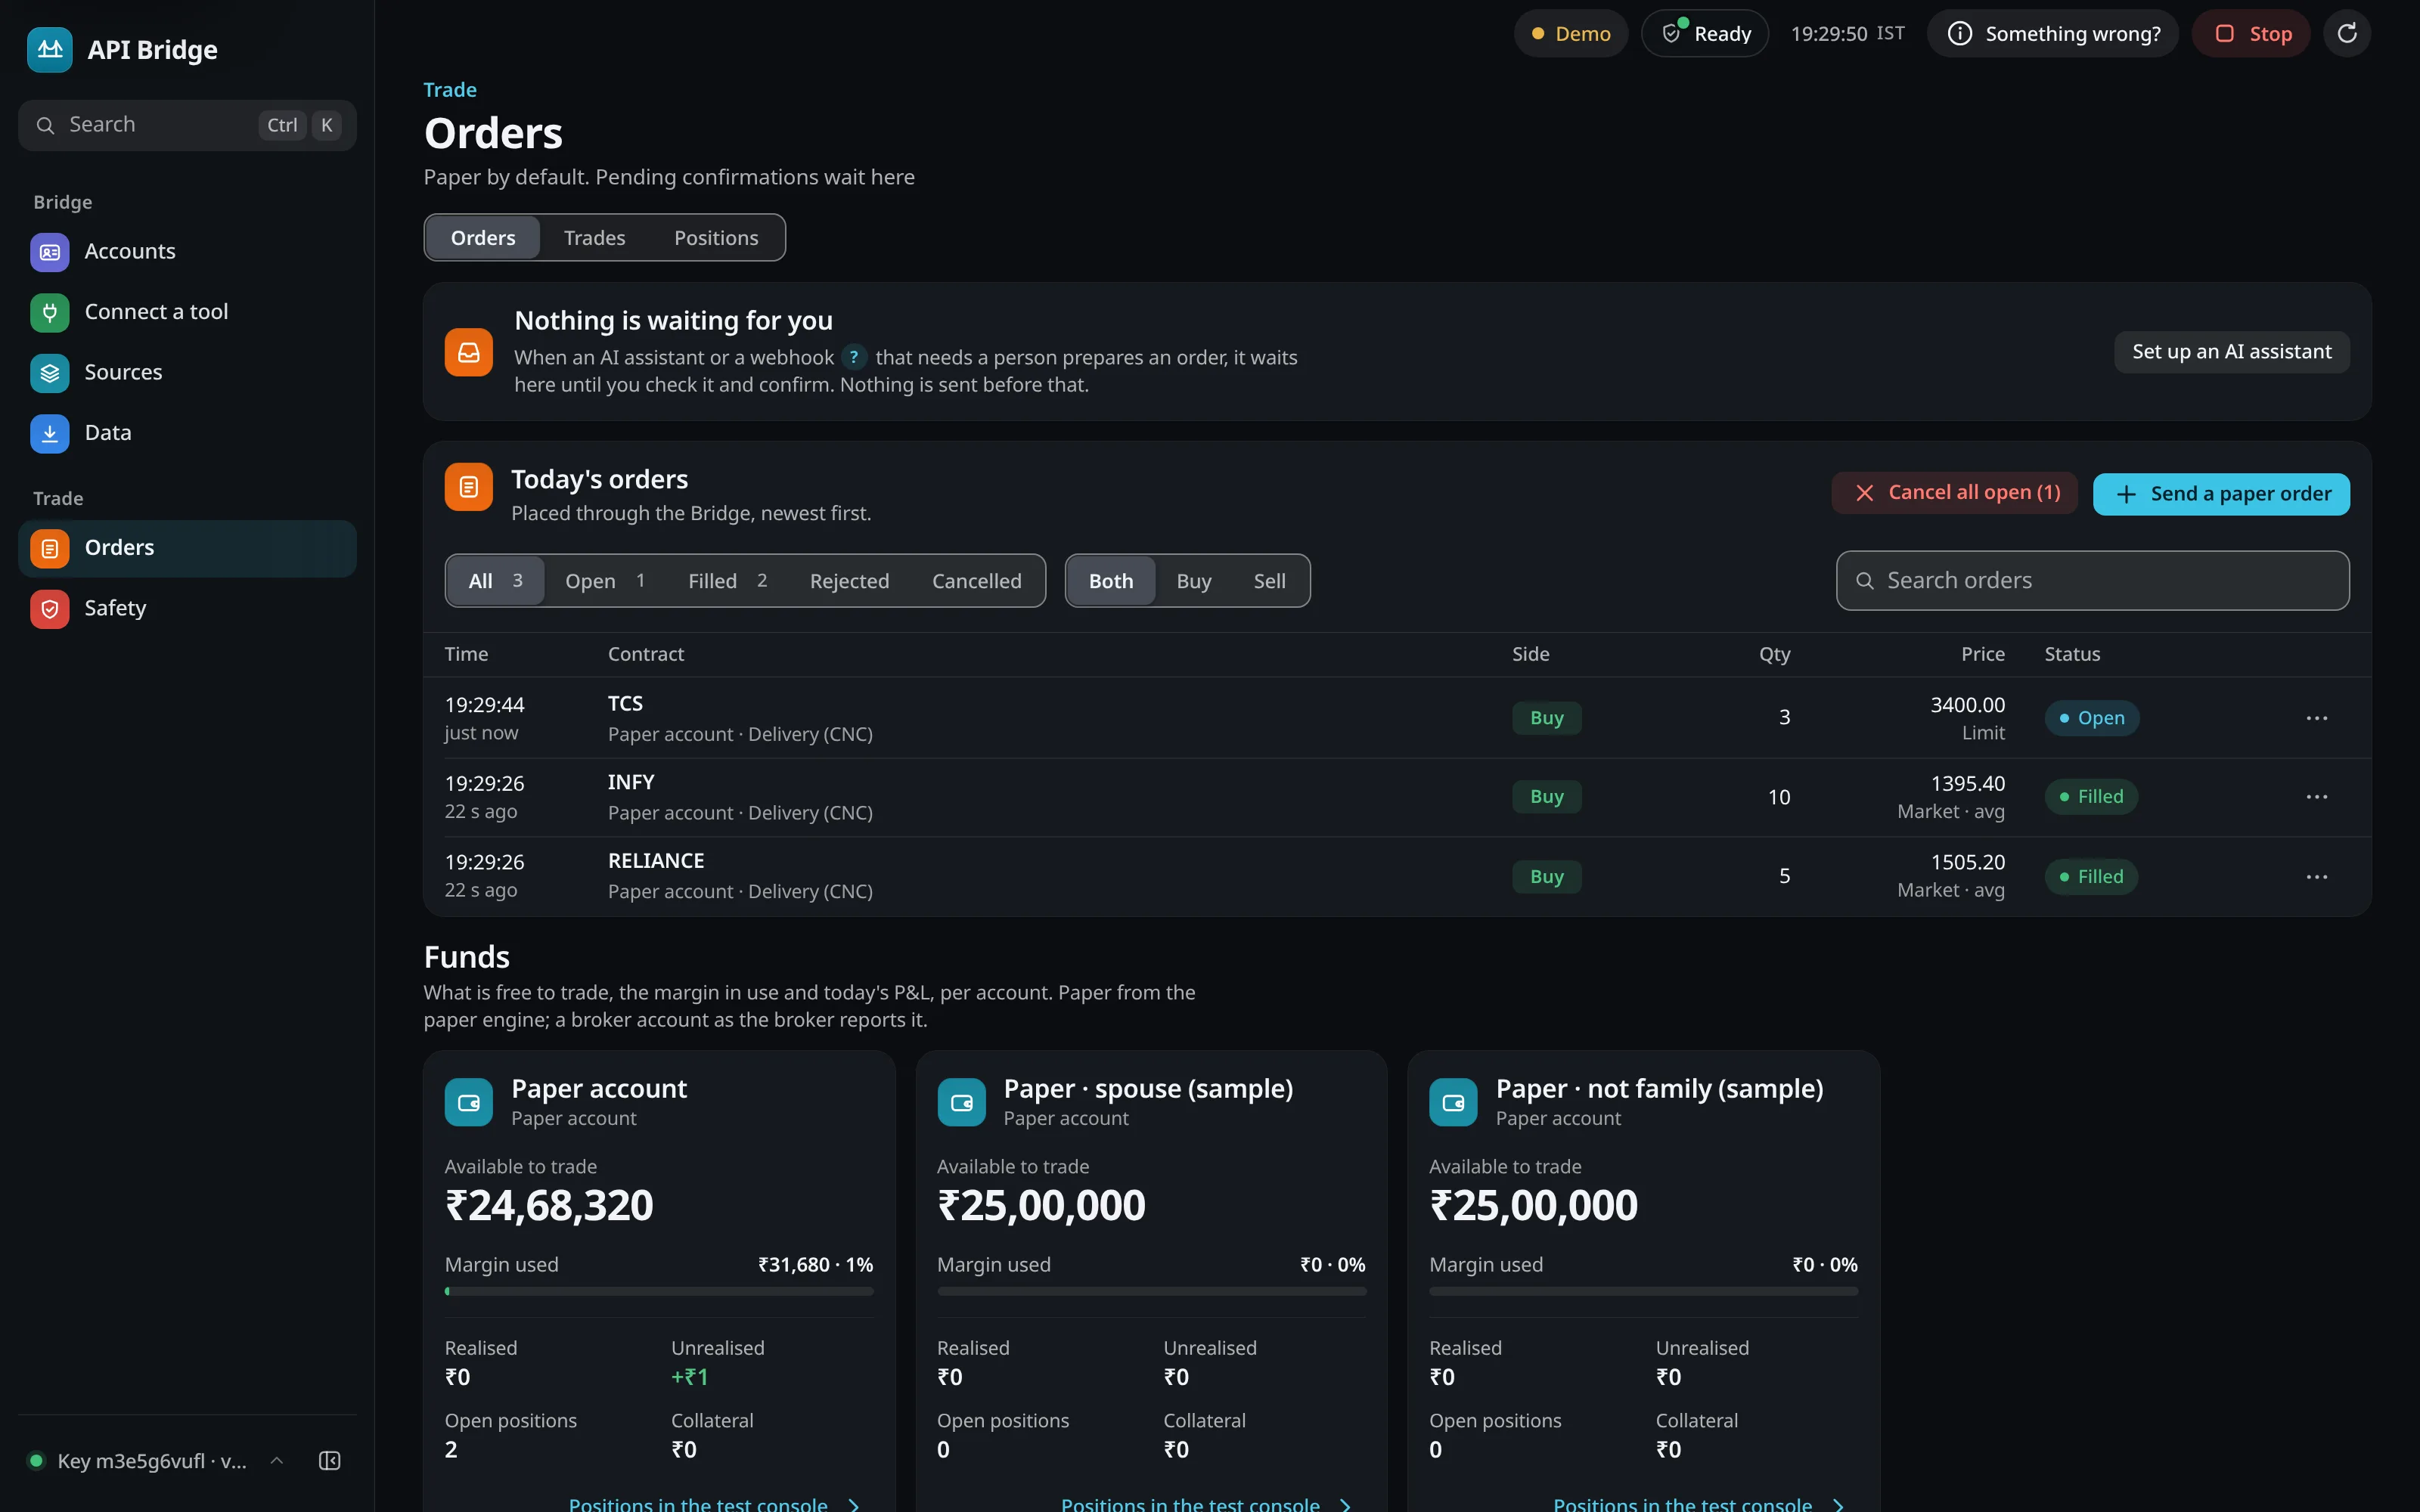 API Bridge
Search Ctrl K
Bridge
Accounts
Connect a tool
Sources
Data
Trade
Orders
Safety
Key m3e5g6vufl · v...
Demo
Ready
19:29:50 IST
Something wrong?
Stop
Trade
Orders
Paper by default. Pending confirmations wait here
Orders Trades Positions
Nothing is waiting for you
When an AI assistant or a webhook ? that needs a person prepares an order, it waits
here until you check it and confirm. Nothing is sent before that.
Set up an AI assistant
Today's orders
Placed through the Bridge, newest first.
Cancel all open (1)
Send a paper order
All 3 Open 1 Filled 2 Rejected Cancelled
Both Buy Sell
Search orders
Time Contract Side Qty Price Status
19:29:44 TCS Buy 3 3400.00 Open
just now Paper account · Delivery (CNC) Limit
19:29:26 INFY Buy 10 1395.40 Filled
22 s ago Paper account · Delivery (CNC) Market · avg
19:29:26 RELIANCE Buy 5 1505.20 Filled
22 s ago Paper account · Delivery (CNC) Market · avg
Funds
What is free to trade, the margin in use and today's P&L, per account. Paper from the
paper engine; a broker account as the broker reports it.
Paper account
Paper account
Available to trade
₹24,68,320
Margin used ₹31,680 · 1%
Realised Unrealised
₹0 +₹1
Open positions Collateral
2 ₹0
Positions in the test console
Paper · spouse (sample)
Paper account
Available to trade
₹25,00,000
Margin used ₹0 · 0%
Realised Unrealised
₹0 ₹0
Open positions Collateral
0 ₹0
Positions in the test console
Paper · not family (sample)
Paper account
Available to trade
₹25,00,000
Margin used ₹0 · 0%
Realised Unrealised
₹0 ₹0
Open positions Collateral
0 ₹0
Positions in the test console